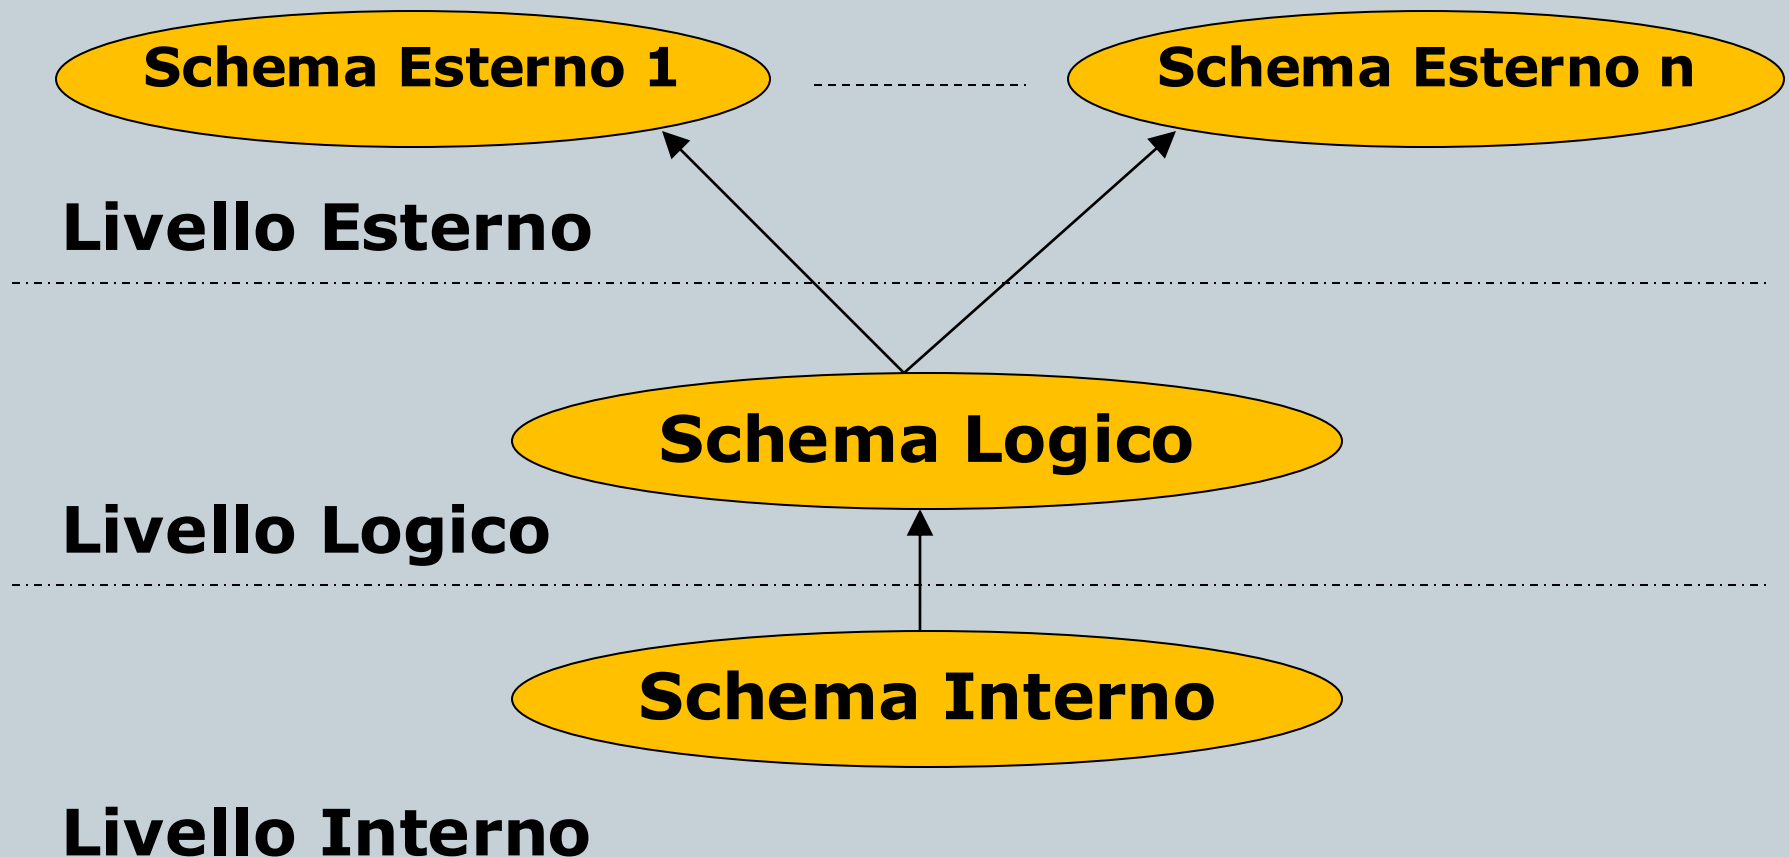 Schema Esterno 1
Schema Esterno n
Livello Esterno
Schema Logico
Livello Logico
Schema Interno
Livello Interno